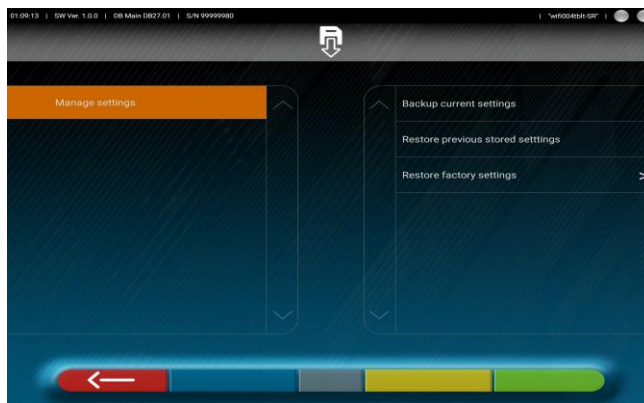 01:09:13 | SW Ver. 1.0.0 | DB Main DB27.01 | S/N 99999980 | "wifi004tblt-SR" |
Manage settings
Backup current settings
Restore previous stored setttings
Restore factory settings >